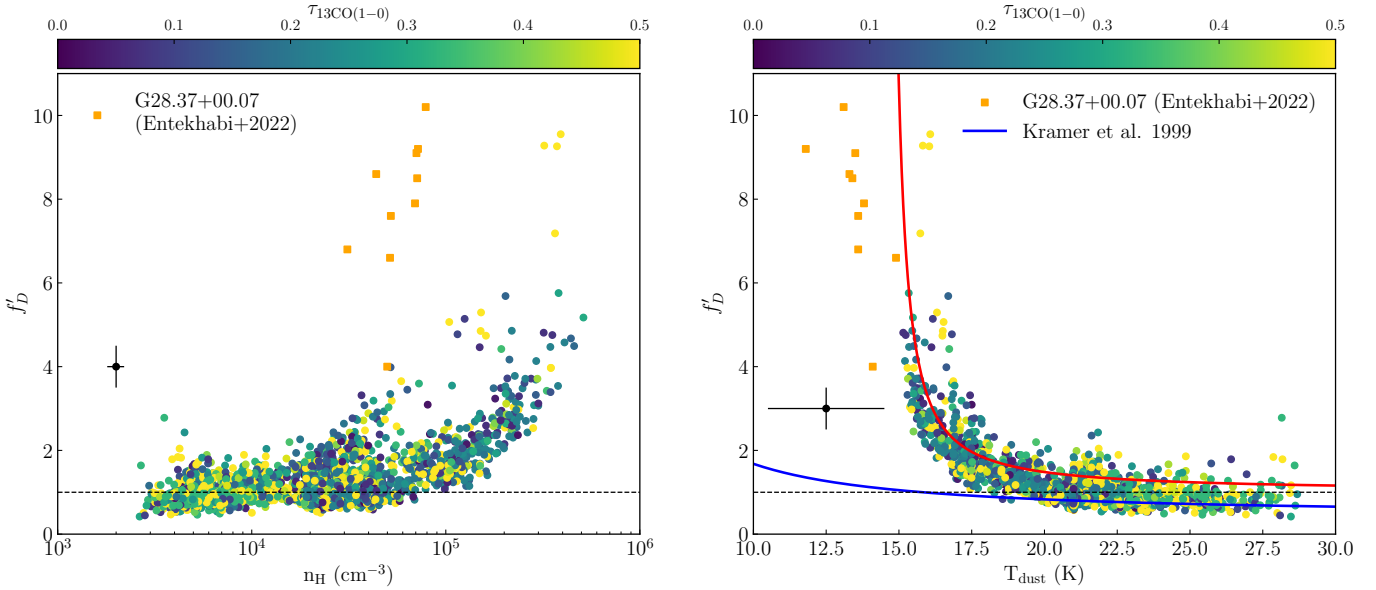 τ13CO(1−0)
0.0 0.1 0.2 0.3 0.4 0.5
G28.37+00.07
(Entekhabi+2022)
10
8
6
4
2
0
f′D
10³ 10⁴ 10⁵ 10⁶
nH (cm⁻³)
τ13CO(1−0)
0.0 0.1 0.2 0.3 0.4 0.5
G28.37+00.07 (Entekhabi+2022)
Kramer et al. 1999
10
8
6
4
2
0
f′D
10.0 12.5 15.0 17.5 20.0 22.5 25.0 27.5 30.0
Tdust (K)